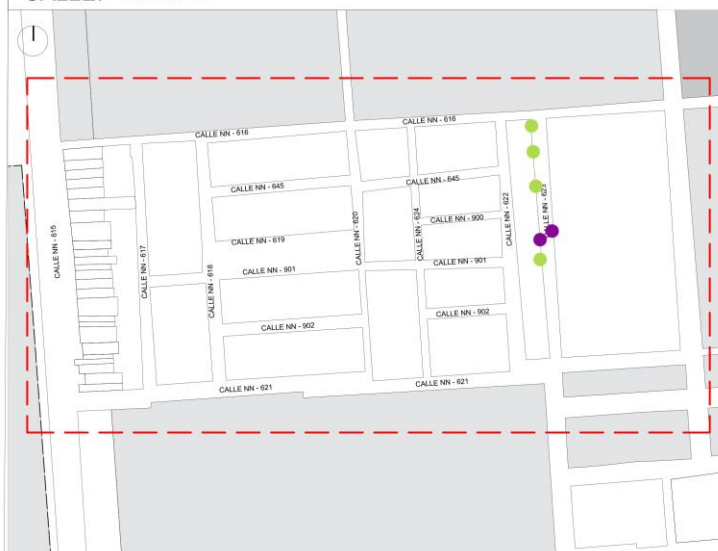 CALLE NN - 616
CALLE NN - 616
CALLE NN - 645
CALLE NN - 645
CALLE NN - 615
CALLE NN - 617
CALLE NN - 618
CALLE NN - 619
CALLE NN - 620
CALLE NN - 624
CALLE NN - 900
CALLE NN - 622
CALLE NN - 623
CALLE NN - 901
CALLE NN - 901
CALLE NN - 902
CALLE NN - 902
CALLE NN - 621
CALLE NN - 621